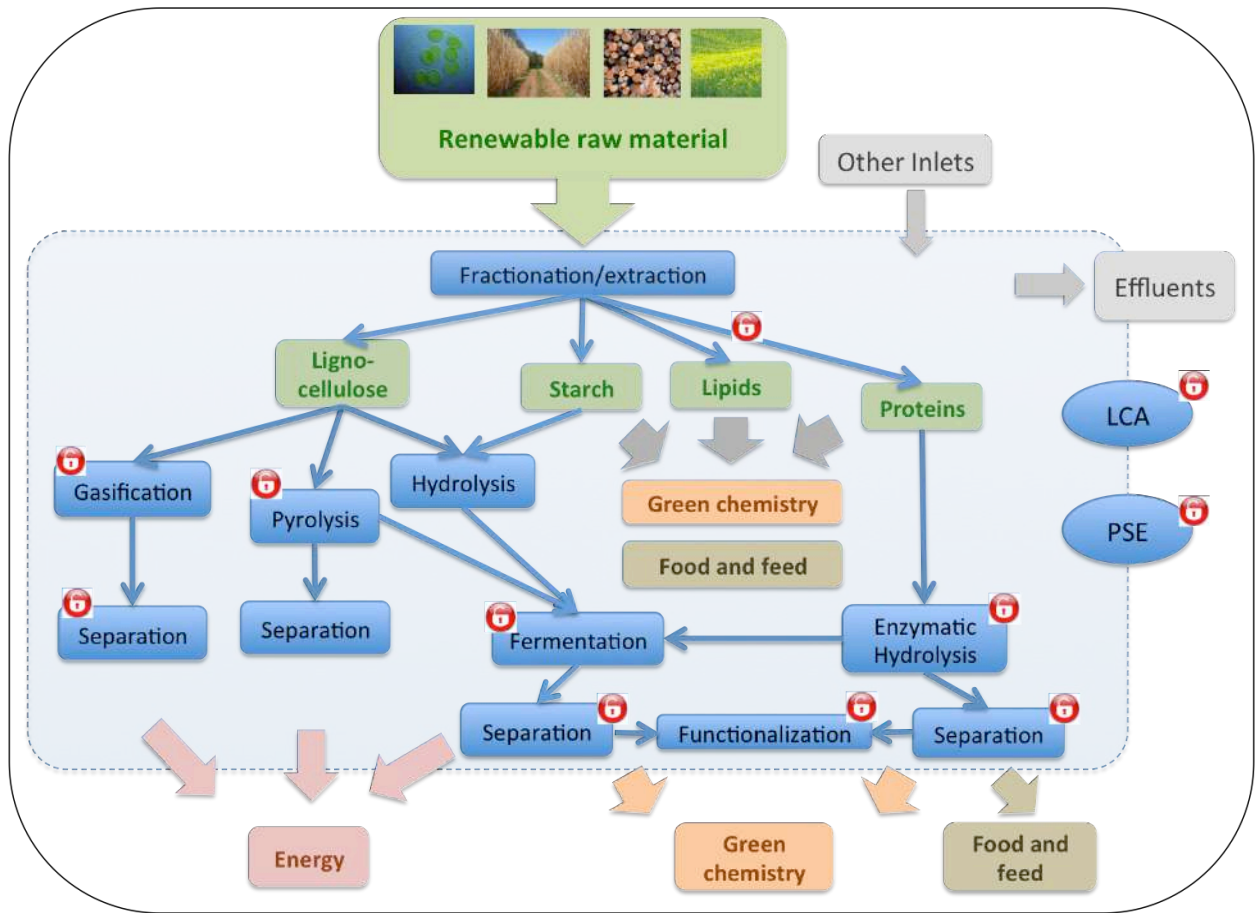 Renewable raw material
Other Inlets
Fractionation/extraction
Effluents
Ligno-
cellulose
Starch
Lipids
Proteins
LCA
Gasification
Hydrolysis
Pyrolysis
Green chemistry
PSE
Food and feed
Separation
Separation
Fermentation
Enzymatic
Hydrolysis
Separation
Functionalization
Separation
Energy
Green
chemistry
Food and
feed